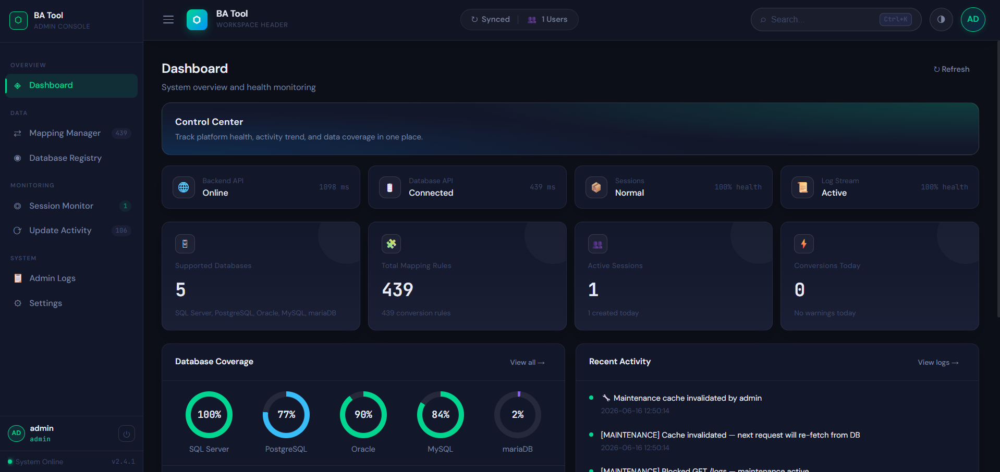 BA Tool
ADMIN CONSOLE
OVERVIEW
Dashboard
DATA
Mapping Manager 439
Database Registry
MONITORING
Session Monitor 1
Update Activity 106
SYSTEM
Admin Logs
Settings
AD
admin
admin
System Online v2.4.1
BA Tool
WORKSPACE HEADER
Synced 1 Users
Search... Ctrl+K
AD
Dashboard
System overview and health monitoring
Refresh
Control Center
Track platform health, activity trend, and data coverage in one place.
Backend API
Online
1098 ms
Database API
Connected
439 ms
Sessions
Normal
100% health
Log Stream
Active
100% health
Supported Databases
5
SQL Server, PostgreSQL, Oracle, MySQL, mariaDB
Total Mapping Rules
439
439 conversion rules
Active Sessions
1
1 created today
Conversions Today
0
No warnings today
Database Coverage
View all →
100%
SQL Server
77%
PostgreSQL
90%
Oracle
84%
MySQL
2%
mariaDB
Recent Activity
View logs →
Maintenance cache invalidated by admin
2026-06-16 12:50:14
[MAINTENANCE] Cache invalidated — next request will re-fetch from DB
2026-06-16 12:50:14
[MAINTENANCE] Blocked GET /logs — maintenance active